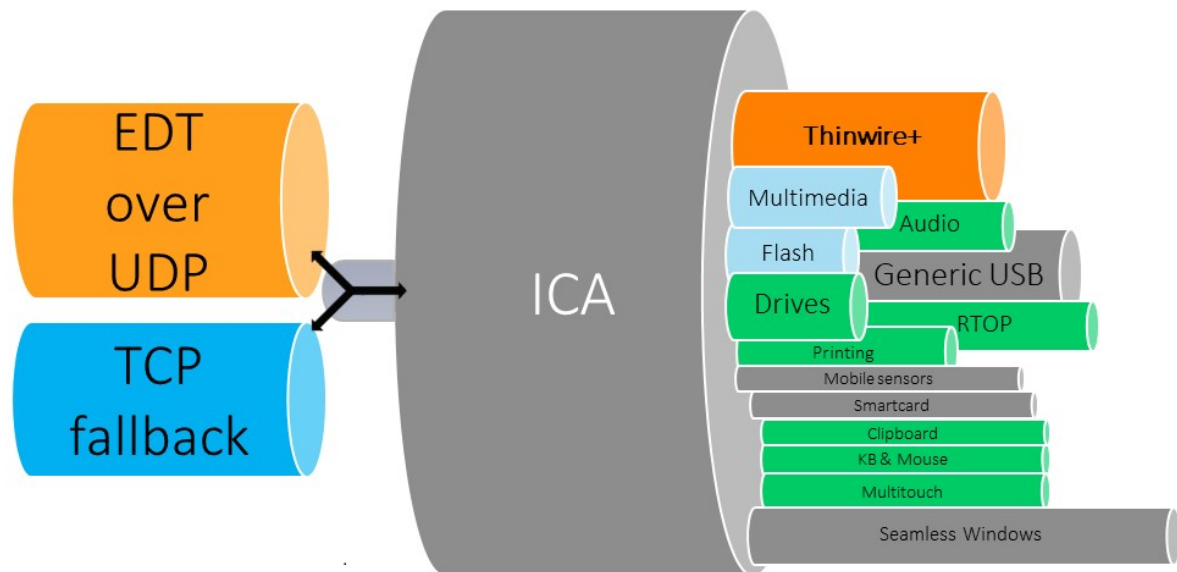 EDT
over
UDP
TCP
fallback
ICA
Thinwire+
Multimedia
Audio
Flash
Generic USB
Drives
RTOP
Printing
Mobile sensors
Smartcard
Clipboard
KB & Mouse
Multitouch
Seamless Windows